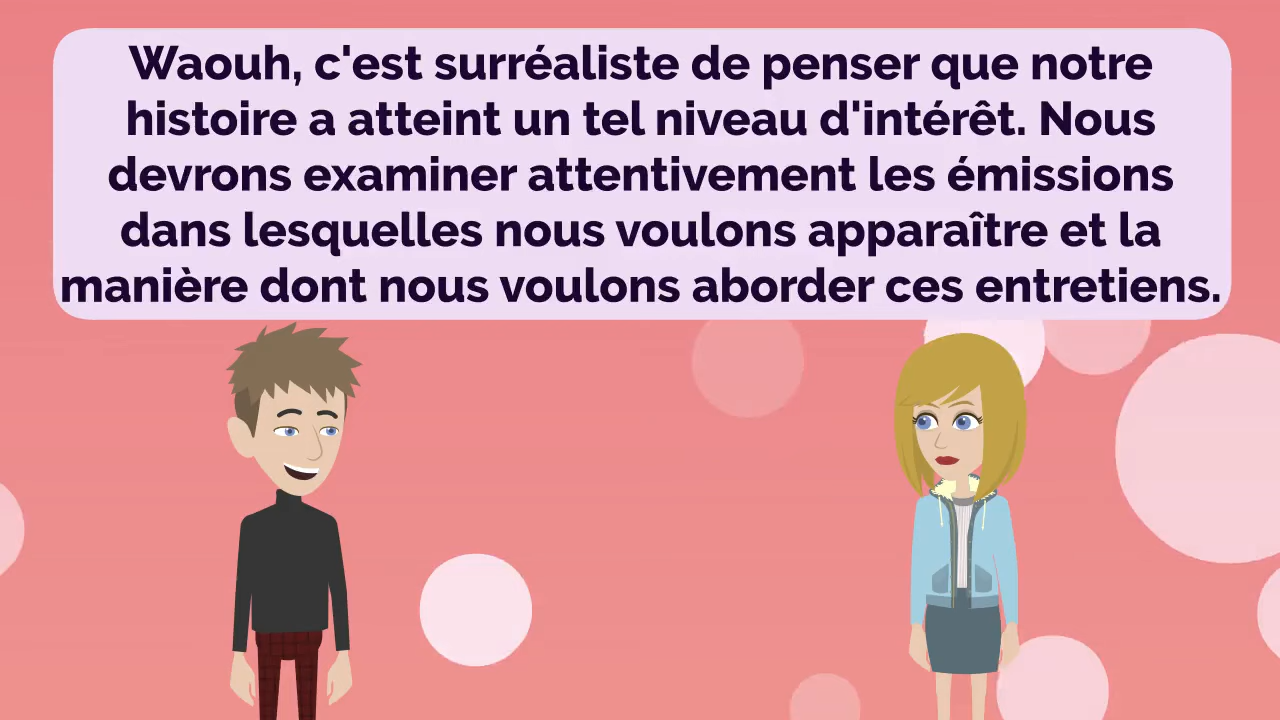 Waouh, c'est surréaliste de penser que notre
histoire a atteint un tel niveau d'intérêt. Nous
devrons examiner attentivement les émissions
dans lesquelles nous voulons apparaître et la
manière dont nous voulons aborder ces entretiens.